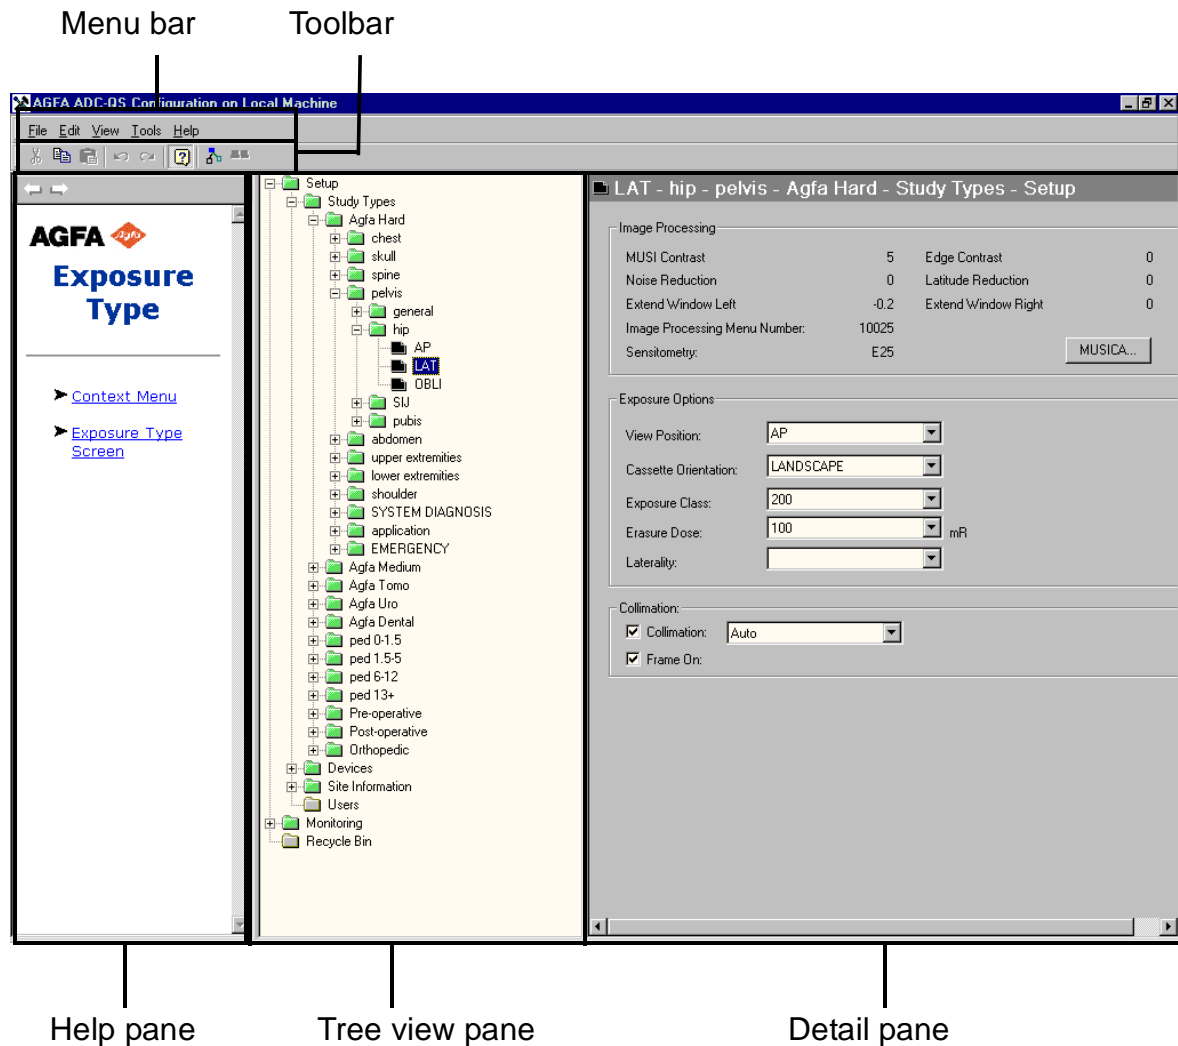 Menu bar
Toolbar
AGFA ADC-QS Configuration on Local Machine
File Edit View Tools Help
AGFA Agfa
Exposure
Type
Context Menu
Exposure Type
Screen
Setup
Study Types
Agfa Hard
chest
skull
spine
pelvis
general
hip
AP
LAT
OBLI
SIJ
pubis
abdomen
upper extremities
lower extremities
shoulder
SYSTEM DIAGNOSIS
application
EMERGENCY
Agfa Medium
Agfa Tomo
Agfa Uro
Agfa Dental
ped 0-1.5
ped 1.5-5
ped 6-12
ped 13+
Pre-operative
Post-operative
Orthopedic
Devices
Site Information
Users
Monitoring
Recycle Bin
LAT - hip - pelvis - Agfa Hard - Study Types - Setup
Image Processing
MUSI Contrast 5 Edge Contrast 0
Noise Reduction 0 Latitude Reduction 0
Extend Window Left -0.2 Extend Window Right 0
Image Processing Menu Number: 10025
Sensitometry: E25 MUSICA...
Exposure Options
View Position: AP
Cassette Orientation: LANDSCAPE
Exposure Class: 200
Erasure Dose: 100 mR
Laterality:
Collimation:
Collimation: Auto
Frame On:
Help pane
Tree view pane
Detail pane